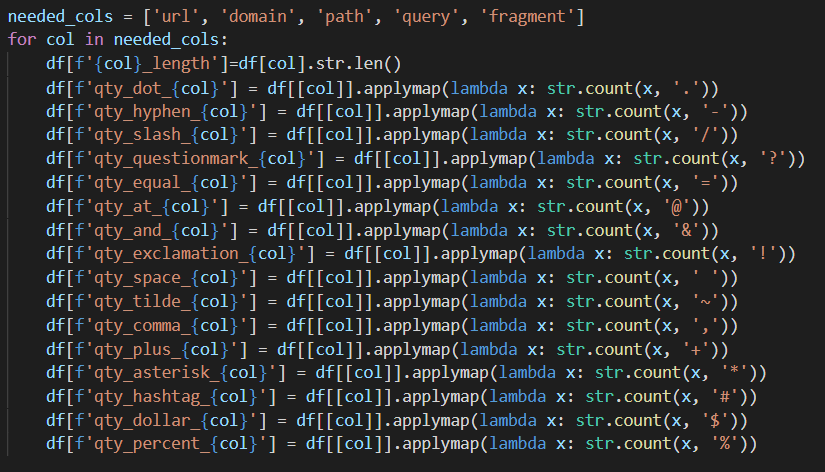 needed_cols = ['url', 'domain', 'path', 'query', 'fragment']
for col in needed_cols:
    df[f'{col}_length']=df[col].str.len()
    df[f'qty_dot_{col}'] = df[[col]].applymap(lambda x: str.count(x, '.'))
    df[f'qty_hyphen_{col}'] = df[[col]].applymap(lambda x: str.count(x, '-'))
    df[f'qty_slash_{col}'] = df[[col]].applymap(lambda x: str.count(x, '/'))
    df[f'qty_questionmark_{col}'] = df[[col]].applymap(lambda x: str.count(x, '?'))
    df[f'qty_equal_{col}'] = df[[col]].applymap(lambda x: str.count(x, '='))
    df[f'qty_at_{col}'] = df[[col]].applymap(lambda x: str.count(x, '@'))
    df[f'qty_and_{col}'] = df[[col]].applymap(lambda x: str.count(x, '&'))
    df[f'qty_exclamation_{col}'] = df[[col]].applymap(lambda x: str.count(x, '!'))
    df[f'qty_space_{col}'] = df[[col]].applymap(lambda x: str.count(x, ' '))
    df[f'qty_tilde_{col}'] = df[[col]].applymap(lambda x: str.count(x, '~'))
    df[f'qty_comma_{col}'] = df[[col]].applymap(lambda x: str.count(x, ','))
    df[f'qty_plus_{col}'] = df[[col]].applymap(lambda x: str.count(x, '+'))
    df[f'qty_asterisk_{col}'] = df[[col]].applymap(lambda x: str.count(x, '*'))
    df[f'qty_hashtag_{col}'] = df[[col]].applymap(lambda x: str.count(x, '#'))
    df[f'qty_dollar_{col}'] = df[[col]].applymap(lambda x: str.count(x, '$'))
    df[f'qty_percent_{col}'] = df[[col]].applymap(lambda x: str.count(x, '%'))